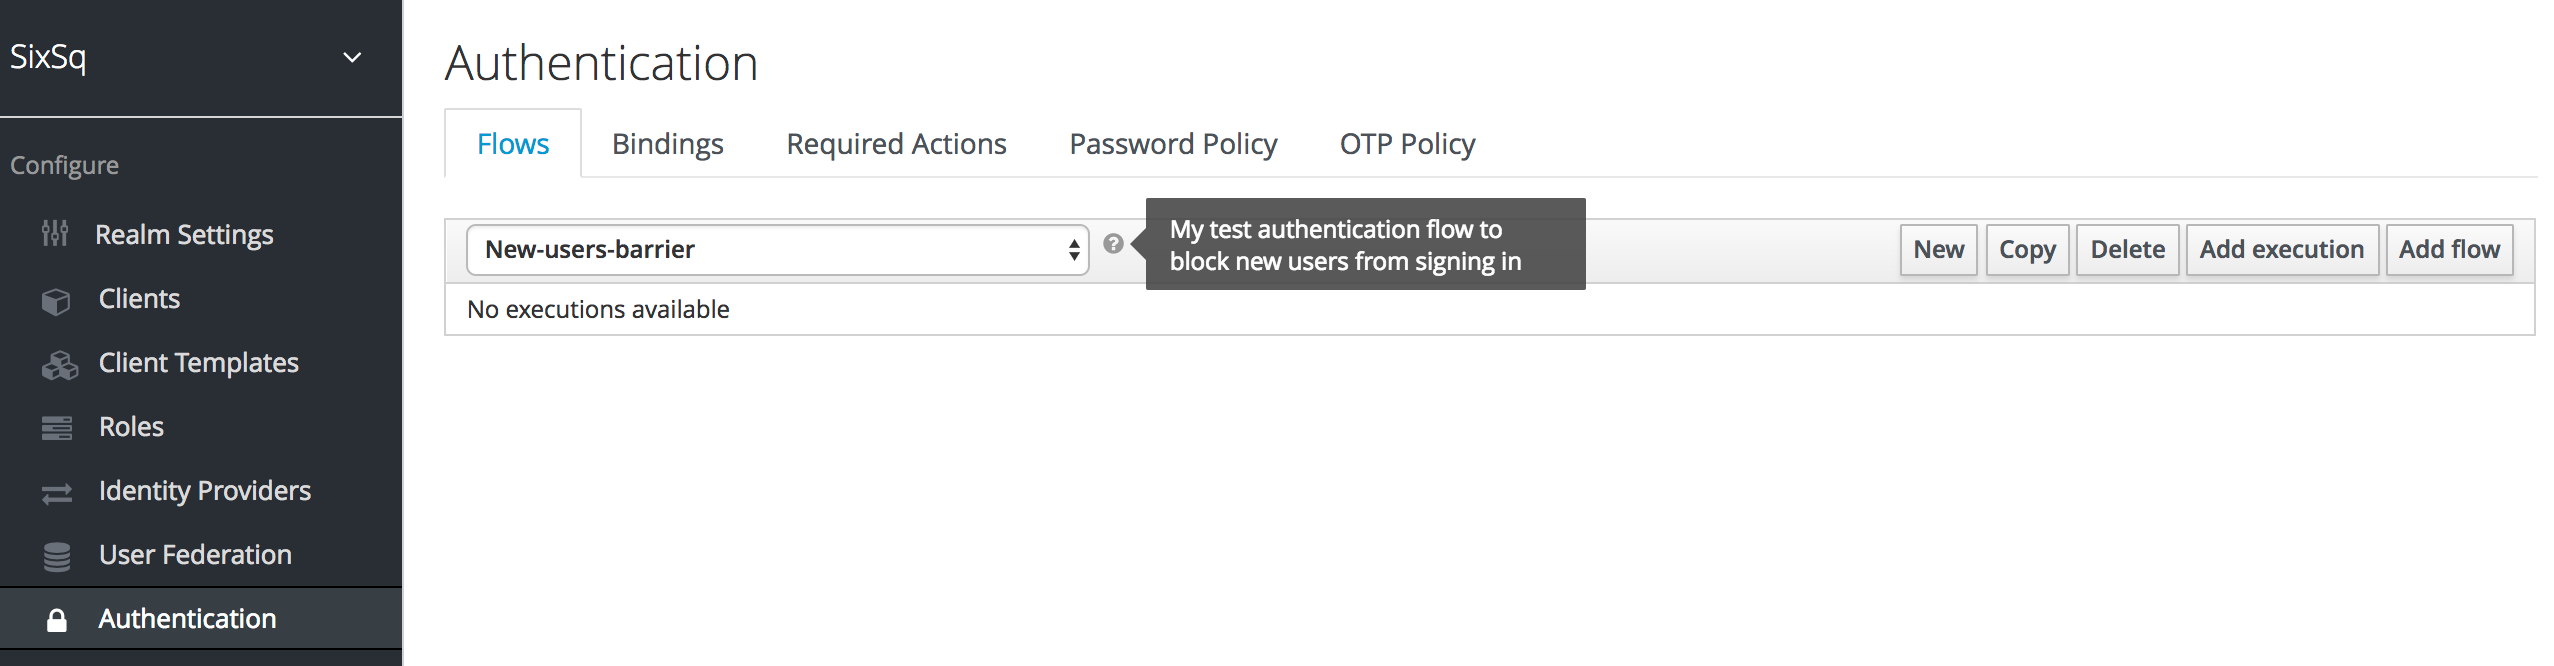 SixSq
Configure
Realm Settings
Clients
Client Templates
Roles
Identity Providers
User Federation
Authentication
Authentication
Flows Bindings Required Actions Password Policy OTP Policy
New-users-barrier
?
My test authentication flow to
block new users from signing in
New Copy Delete Add execution Add flow
No executions available